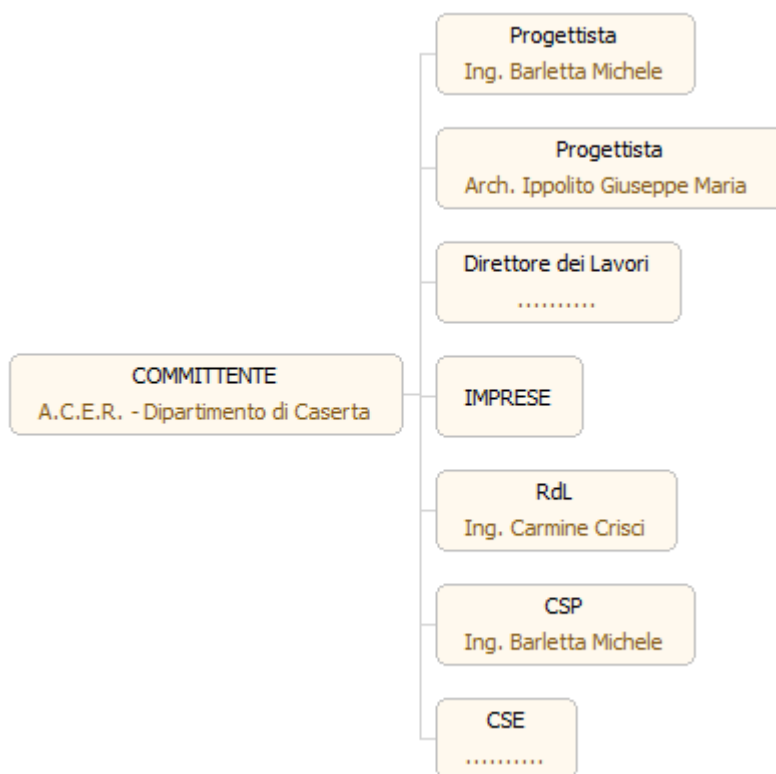 Progettista
Ing. Barletta Michele
Progettista
Arch. Ippolito Giuseppe Maria
Direttore dei Lavori
..........
COMMITTENTE
A.C.E.R. - Dipartimento di Caserta
IMPRESE
RdL
Ing. Carmine Crisci
CSP
Ing. Barletta Michele
CSE
..........